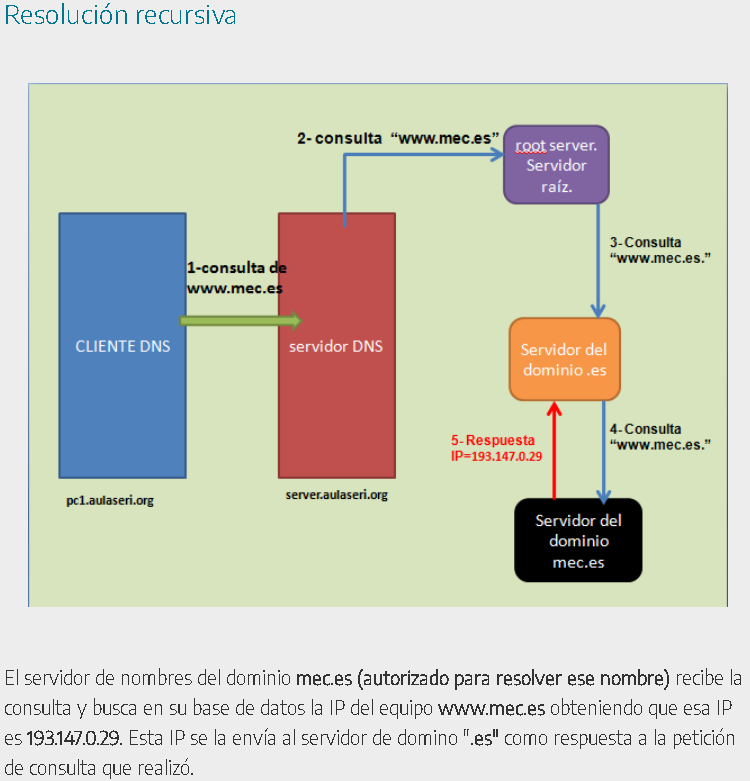 Resolución recursiva
2- consulta “www.mec.es”
root server.
Servidor
raíz.
3- Consulta
“www.mec.es.”
1-consulta de
www.mec.es
CLIENTE DNS
servidor DNS
Servidor del
dominio .es
4- Consulta
“www.mec.es.”
5- Respuesta
IP=193.147.0.29
pc1.aulaseri.org
server.aulaseri.org
Servidor del
dominio
mec.es
El servidor de nombres del dominio mec.es (autorizado para resolver ese nombre) recibe la
consulta y busca en su base de datos la IP del equipo www.mec.es obteniendo que esa IP
es 193.147.0.29. Esta IP se la envía al servidor de domino ".es" como respuesta a la petición
de consulta que realizó.